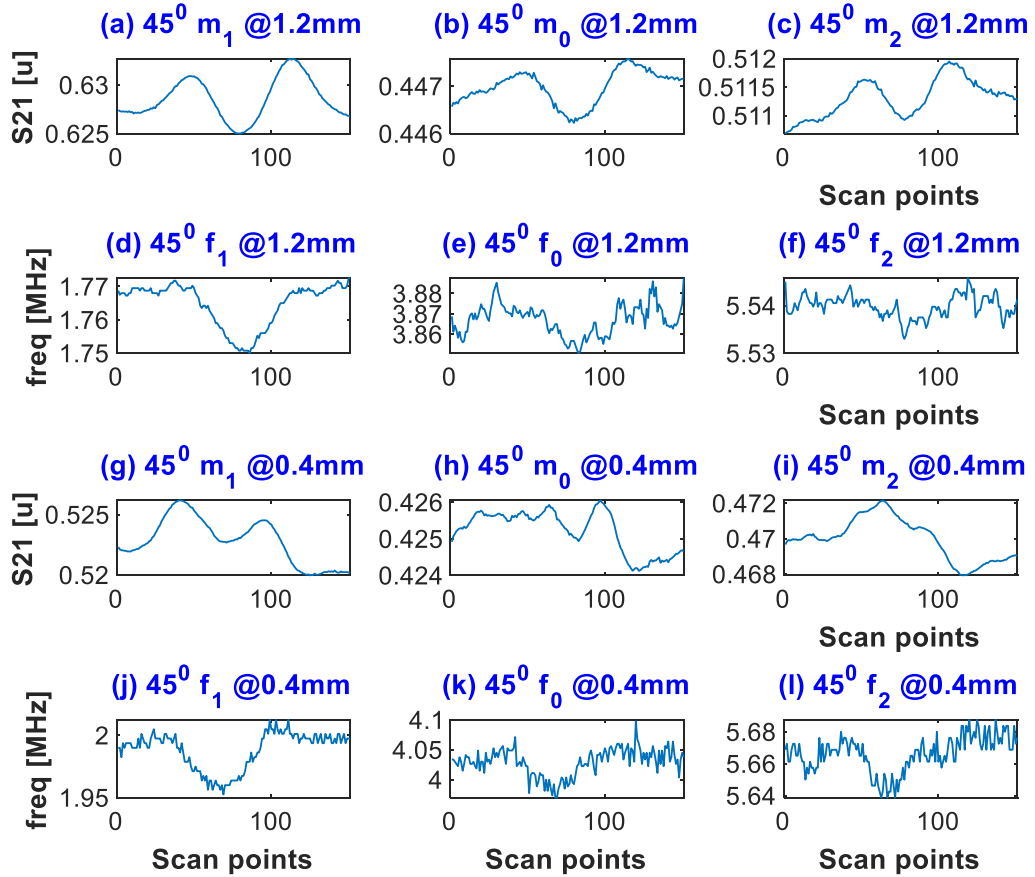 (a) 45⁰ m₁ @1.2mm
(b) 45⁰ m₀ @1.2mm
(c) 45⁰ m₂ @1.2mm
S21 [u]
0.63
0.625
0 100
0.447
0.446
0 100
0.512
0.5115
0.511
0 100
Scan points
(d) 45⁰ f₁ @1.2mm
(e) 45⁰ f₀ @1.2mm
(f) 45⁰ f₂ @1.2mm
freq [MHz]
1.77
1.76
1.75
0 100
3.88
3.87
3.86
0 100
5.54
5.53
0 100
Scan points
(g) 45⁰ m₁ @0.4mm
(h) 45⁰ m₀ @0.4mm
(i) 45⁰ m₂ @0.4mm
S21 [u]
0.525
0.52
0 100
0.426
0.425
0.424
0 100
0.472
0.47
0.468
0 100
Scan points
(j) 45⁰ f₁ @0.4mm
(k) 45⁰ f₀ @0.4mm
(l) 45⁰ f₂ @0.4mm
freq [MHz]
2
1.95
0 100
Scan points
4.1
4.05
4
0 100
Scan points
5.68
5.66
5.64
0 100
Scan points